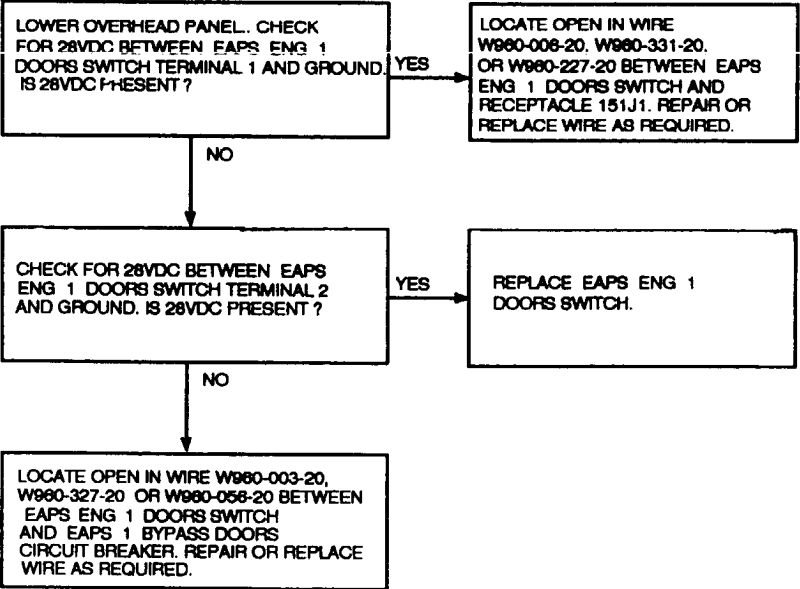 LOWER OVERHEAD PANEL. CHECK
FOR 28VDC BETWEEN EAPS ENG 1
DOORS SWITCH TERMINAL 1 AND GROUND.
IS 28VDC PRESENT ?
YES
LOCATE OPEN IN WIRE
W960-006-20, W960-331-20,
OR W960-227-20 BETWEEN EAPS
ENG 1 DOORS SWITCH AND
RECEPTACLE 151J1. REPAIR OR
REPLACE WIRE AS REQUIRED.
NO
CHECK FOR 28VDC BETWEEN EAPS
ENG 1 DOORS SWITCH TERMINAL 2
AND GROUND. IS 28VDC PRESENT ?
YES
REPLACE EAPS ENG 1
DOORS SWITCH.
NO
LOCATE OPEN IN WIRE W960-003-20,
W960-327-20 OR W960-056-20 BETWEEN
EAPS ENG 1 DOORS SWITCH
AND EAPS 1 BYPASS DOORS
CIRCUIT BREAKER. REPAIR OR REPLACE
WIRE AS REQUIRED.